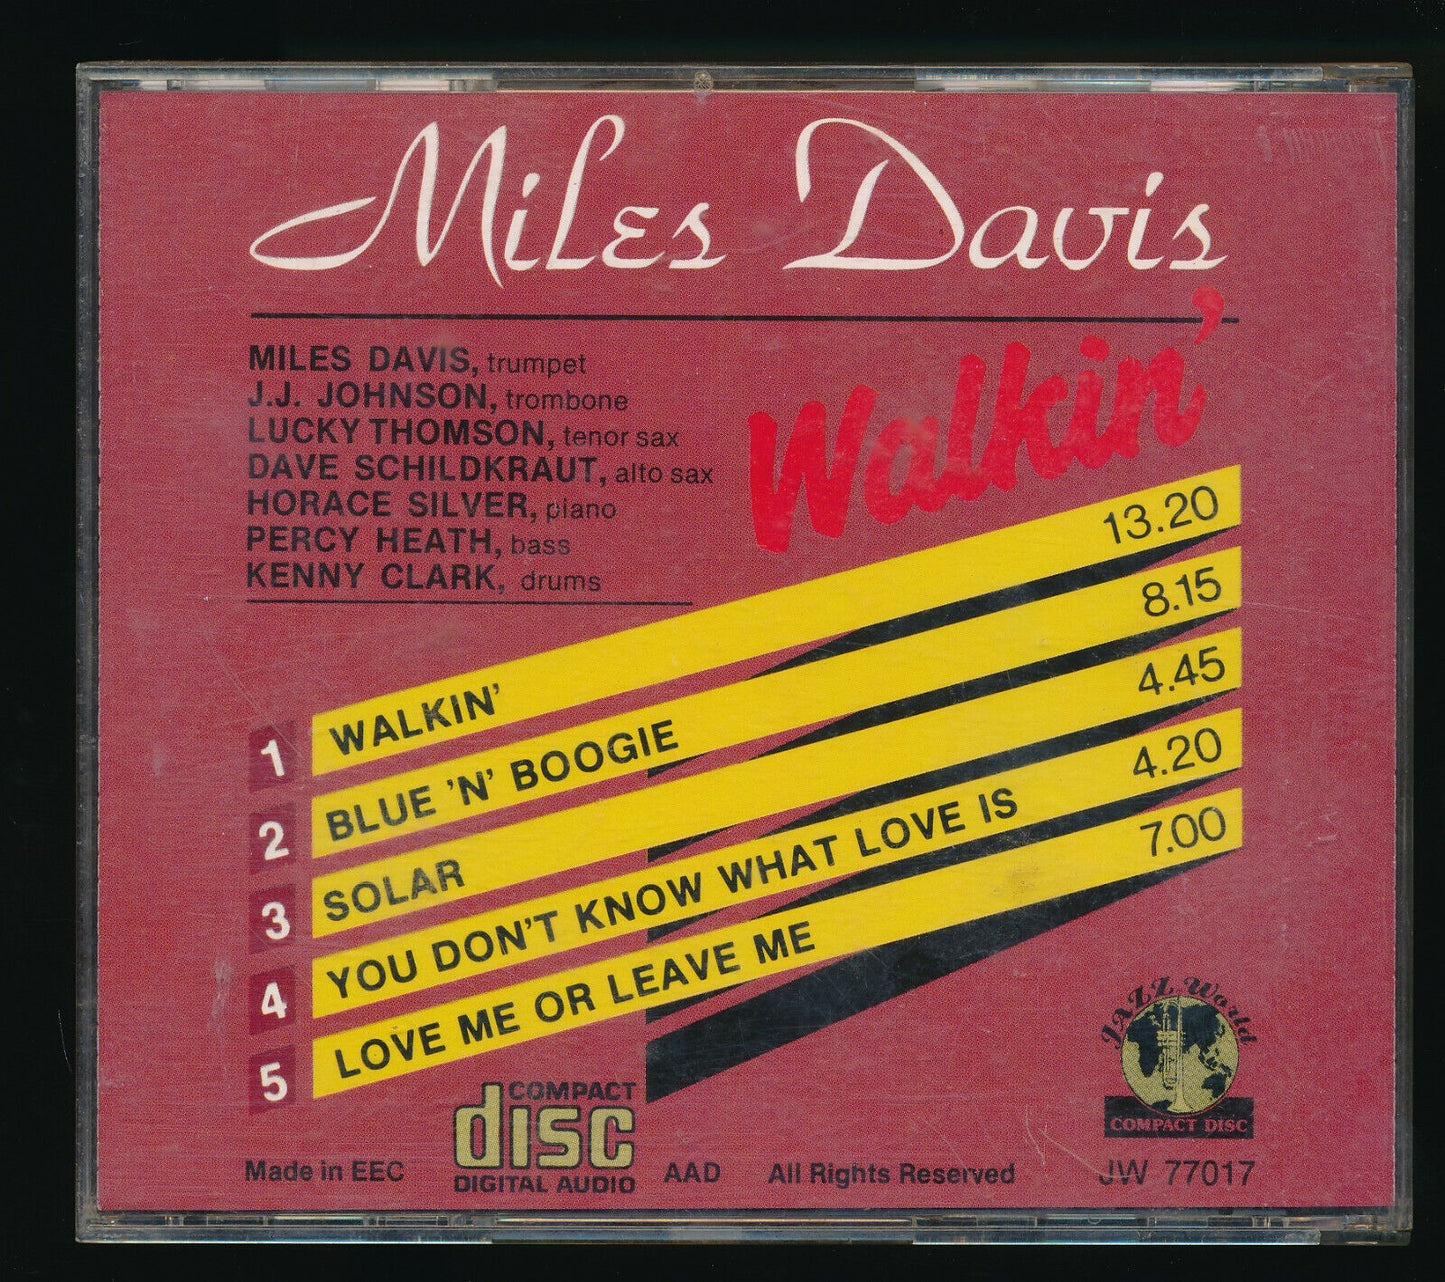 Miles Davis
Walkin'
MILES DAVIS, trumpet
J.J. JOHNSON, trombone
LUCKY THOMSON, tenor sax
DAVE SCHILDKRAUT, alto sax
HORACE SILVER, piano
PERCY HEATH, bass
KENNY CLARK, drums
1 WALKIN' 13.20
2 BLUE 'N' BOOGIE 8.15
3 SOLAR 4.45
4 YOU DON'T KNOW WHAT LOVE IS 4.20
5 LOVE ME OR LEAVE ME 7.00
JAZZ World
COMPACT DISC
COMPACT
disc
DIGITAL AUDIO
Made in EEC
AAD
All Rights Reserved
JW 77017